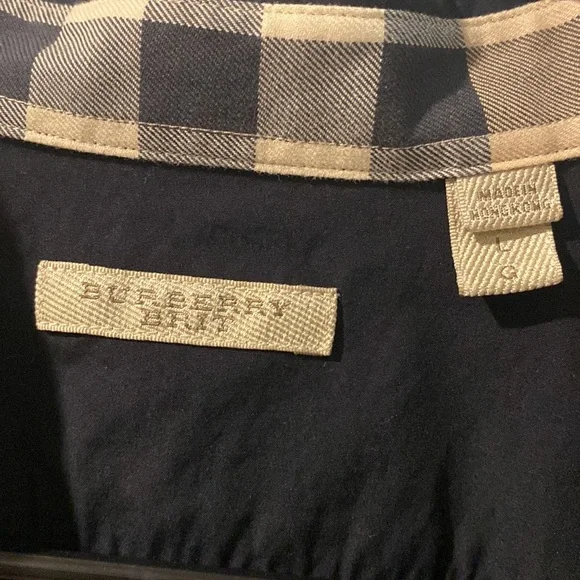 BURBERRY
BRIT
MADE IN
HONG KONG
L
G